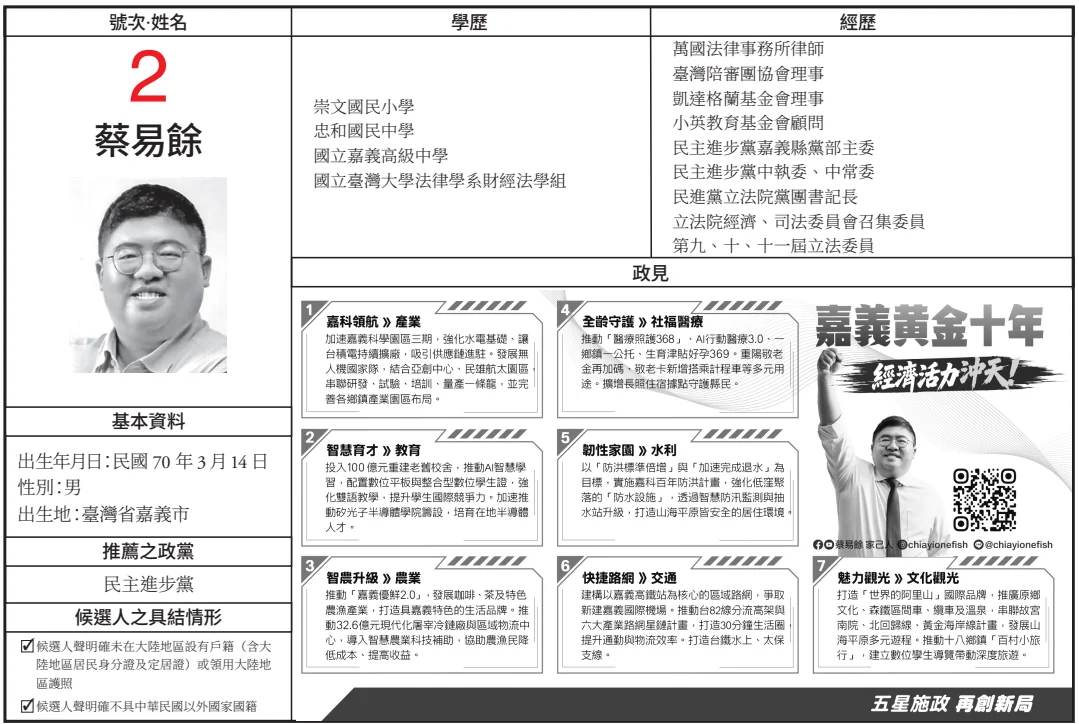 號次·姓名
2
蔡易餘
基本資料
出生年月日：民國 70 年 3 月 14 日
性別：男
出生地：臺灣省嘉義市
推薦之政黨
民主進步黨
候選人之具結情形
候選人聲明確未在大陸地區設有戶籍（含大
陸地區居民身分證及定居證）或領用大陸地
區護照
候選人聲明確不具中華民國以外國家國籍
學歷
崇文國民小學
忠和國民中學
國立嘉義高級中學
國立臺灣大學法律學系財經法學組
經歷
萬國法律事務所律師
臺灣陪審團協會理事
凱達格蘭基金會理事
小英教育基金會顧問
民主進步黨嘉義縣黨部主委
民主進步黨中執委、中常委
民進黨立法院黨團書記長
立法院經濟、司法委員會召集委員
第九、十、十一屆立法委員
政見
1
嘉科領航 » 產業
加速嘉義科學園區三期，強化水電基礎、讓
台積電持續擴廠，吸引供應鏈進駐。發展無
人機國家隊，結合亞創中心、民雄航太園區，
串聯研發、試驗、培訓、量產一條龍，並完
善各鄉鎮產業園區布局。
2
智慧育才 » 教育
投入100億元重建老舊校舍，推動AI智慧學
習，配置數位平板與整合型數位學生證，強
化雙語教學，提升學生國際競爭力。加速推
動矽光子半導體學院籌設，培育在地半導體
人才。
3
智農升級 » 農業
推動「嘉義優鮮2.0」，發展咖啡、茶及特色
農漁產業，打造具嘉義特色的生活品牌。推
動32.6億元現代化屠宰冷鏈廠與區域物流中
心，導入智慧農業科技補助，協助農漁民降
低成本、提高收益。
4
全齡守護 » 社福醫療
推動「醫療照護368」、AI行動醫療3.0、一
鄉鎮一公托、生育津貼好孕369。重陽敬老
金再加碼、敬老卡新增搭乘計程車等多元用
途。擴增長照住宿據點守護縣民。
5
韌性家園 » 水利
以「防洪標準倍增」與「加速完成退水」為
目標，實施嘉科百年防洪計畫，強化低窪聚
落的「防水設施」，透過智慧防汛監測與抽
水站升級，打造山海平原皆安全的居住環境。
6
快捷路網 » 交通
建構以嘉義高鐵站為核心的區域路網，爭取
新建嘉義國際機場。推動台82線分流高架與
六大產業路網星鏈計畫，打造30分鐘生活圈，
提升通勤與物流效率。打造台鐵水上、太保
支線。
嘉義黃金十年
經濟活力沖天！
蔡易餘 家己人 @chiayionefish @chiayionefish
7
魅力觀光 » 文化觀光
打造「世界的阿里山」國際品牌，推廣原鄉
文化、森鐵區間車、纜車及溫泉，串聯故宮
南院、北回歸線、黃金海岸線計畫，發展山
海平原多元遊程。推動十八鄉鎮「百村小旅
行」，建立數位孿生導覽帶動深度旅遊。
五星施政 再創新局